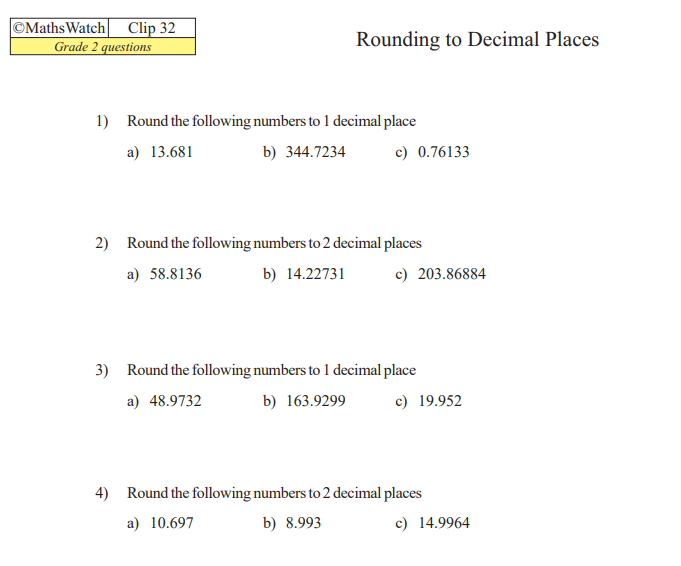 ©MathsWatch Clip 32
Grade 2 questions
Rounding to Decimal Places
1) Round the following numbers to 1 decimal place
a) 13.681 b) 344.7234 c) 0.76133
2) Round the following numbers to 2 decimal places
a) 58.8136 b) 14.22731 c) 203.86884
3) Round the following numbers to 1 decimal place
a) 48.9732 b) 163.9299 c) 19.952
4) Round the following numbers to 2 decimal places
a) 10.697 b) 8.993 c) 14.9964